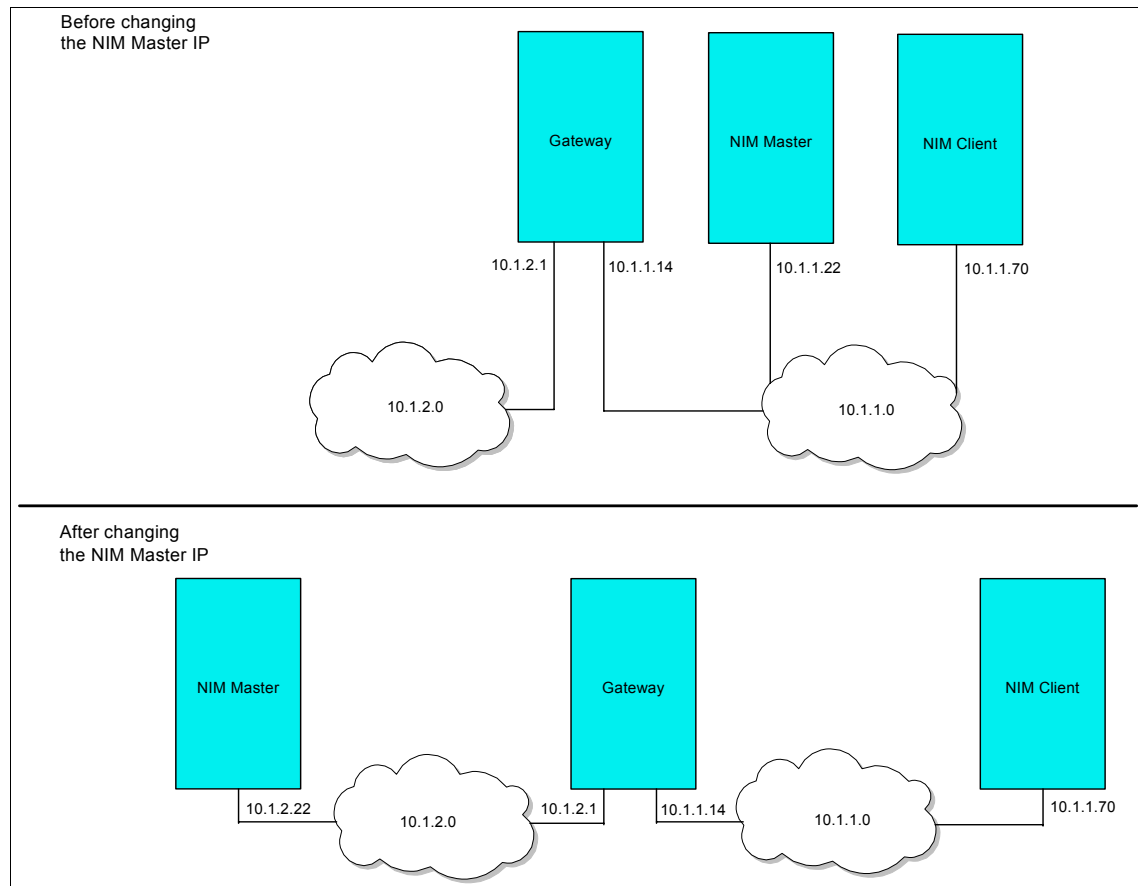 Before changing
the NIM Master IP
Gateway
NIM Master
NIM Client
10.1.2.1
10.1.1.14
10.1.1.22
10.1.1.70
10.1.2.0
10.1.1.0
After changing
the NIM Master IP
NIM Master
Gateway
NIM Client
10.1.2.22
10.1.2.1
10.1.1.14
10.1.1.70
10.1.2.0
10.1.1.0